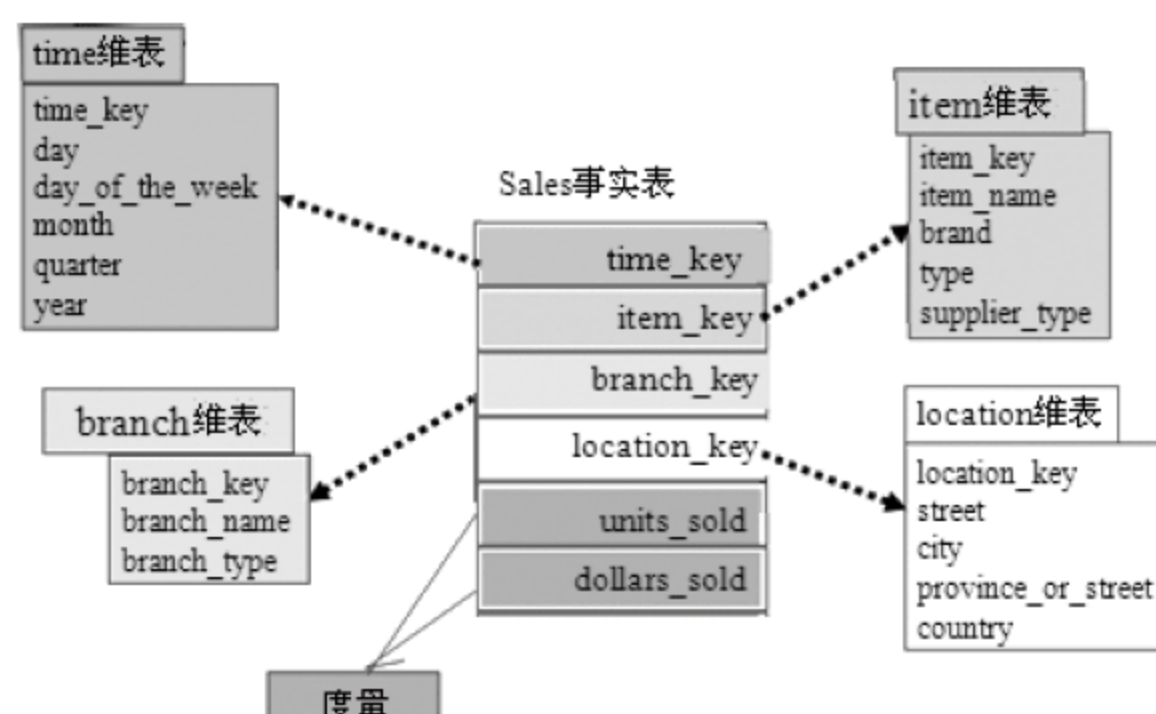 time维表
time_key
day
day_of_the_week
month
quarter
year
item维表
item_key
item_name
brand
type
supplier_type
Sales事实表
time_key
item_key
branch_key
location_key
units_sold
dollars_sold
branch维表
branch_key
branch_name
branch_type
location维表
location_key
street
city
province_or_street
country
度量